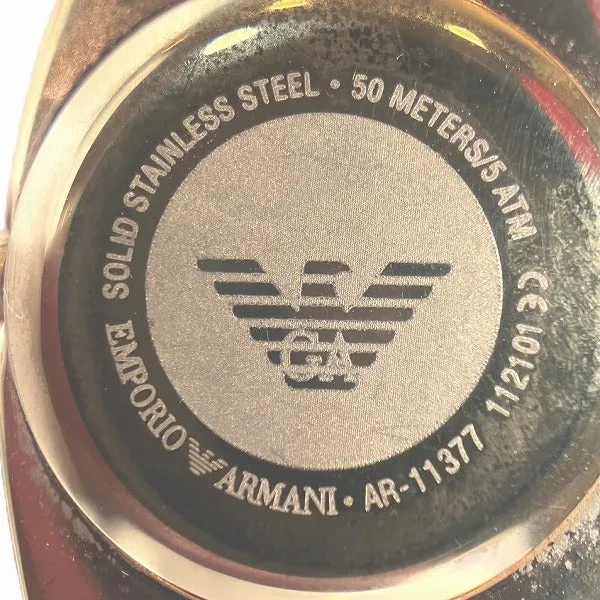 SOLID STAINLESS STEEL • 50 METERS/5 ATM CE 112101
EMPORIO ARMANI • AR-11377
GA